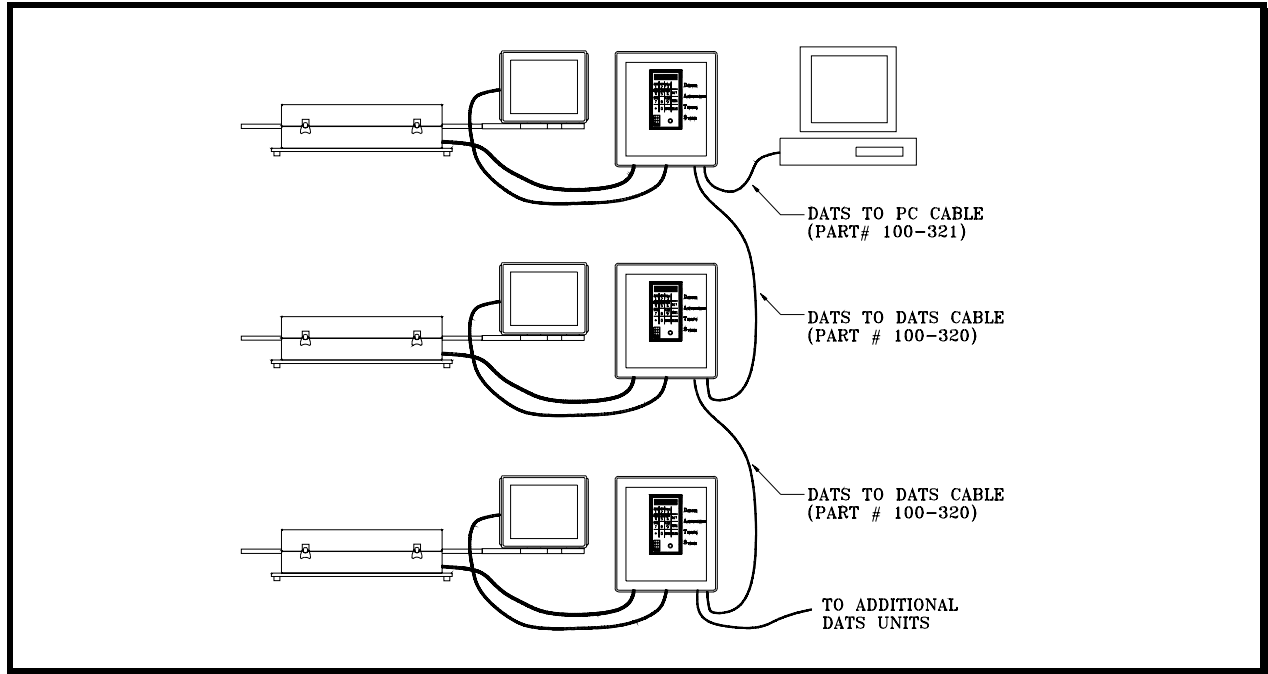 DATS TO PC CABLE
(PART# 100-321)
DATS TO DATS CABLE
(PART # 100-320)
DATS TO DATS CABLE
(PART # 100-320)
TO ADDITIONAL
DATS UNITS